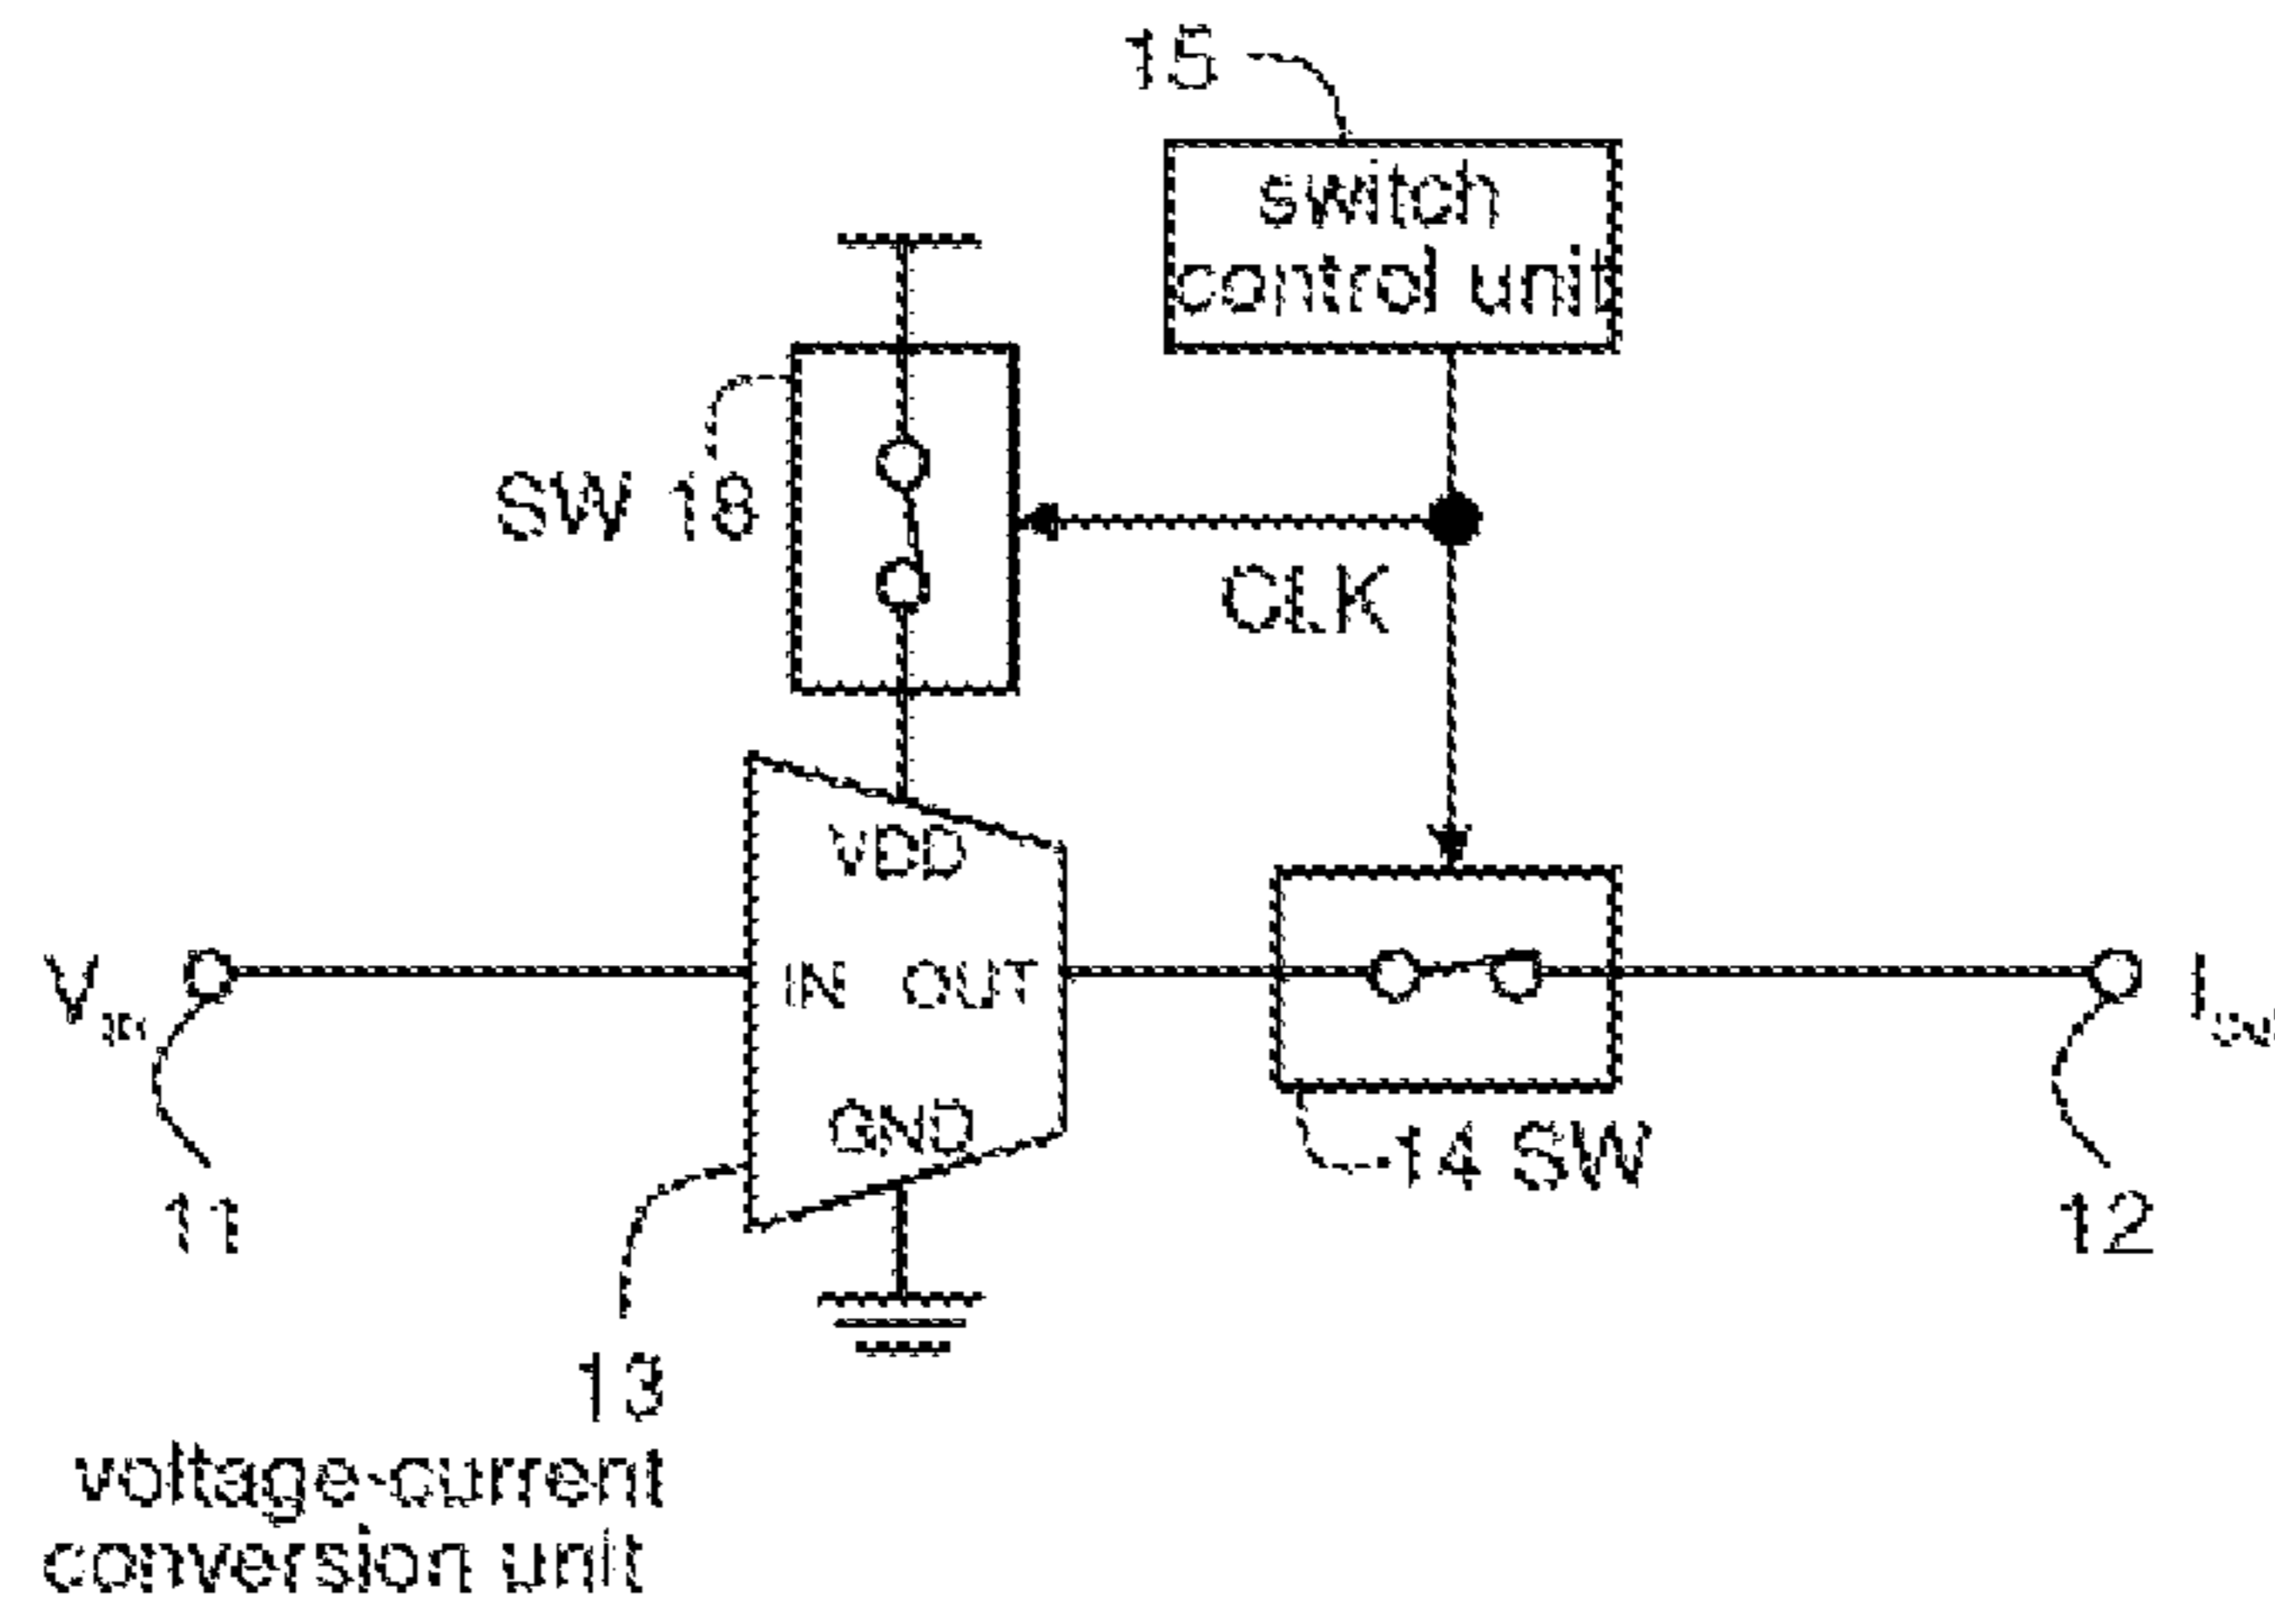 15
switch
control unit
SW 18
CLK
VDD
IN OUT
V
GND
14 SW
11
12
13
voltage-current
conversion unit